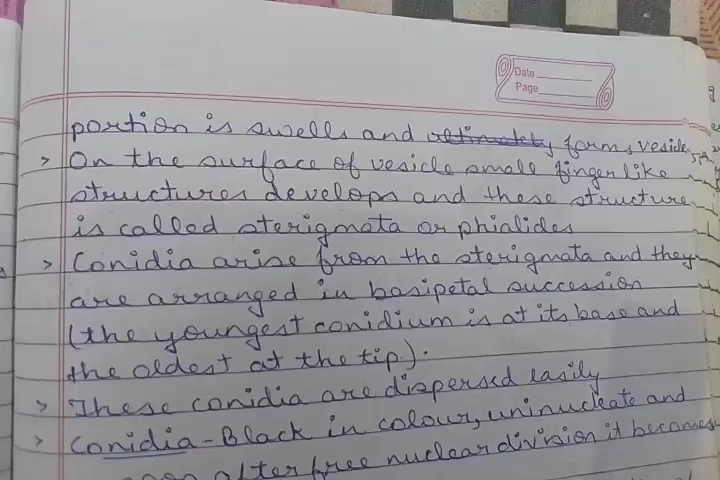 Date
Page
portion is swells and ultimately forms vesicle
> On the surface of vesicle small finger like
structures develops and these structure
is called sterigmata or phialides
> Conidia arise from the sterigmata and they
are arranged in basipetal succession
(the youngest conidium is at its base and
the oldest at the tip).
> These conidia are dispersed easily
> Conidia - Black in colour, uninucleate and
after free nuclear division it becomes